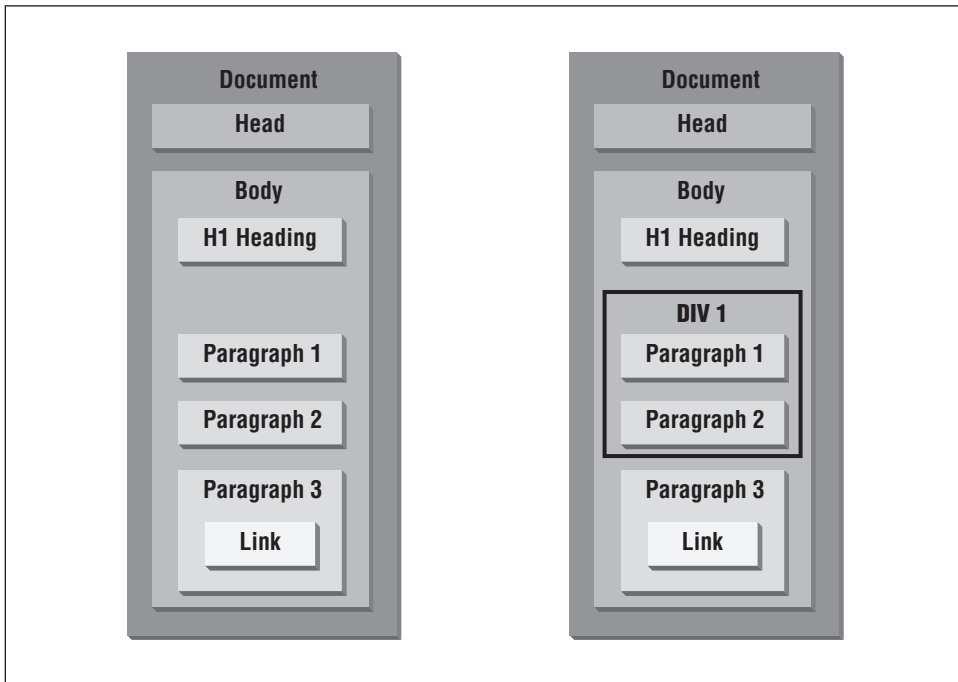 Document
Head
Body
H1 Heading
Paragraph 1
Paragraph 2
Paragraph 3
Link
Document
Head
Body
H1 Heading
DIV 1
Paragraph 1
Paragraph 2
Paragraph 3
Link